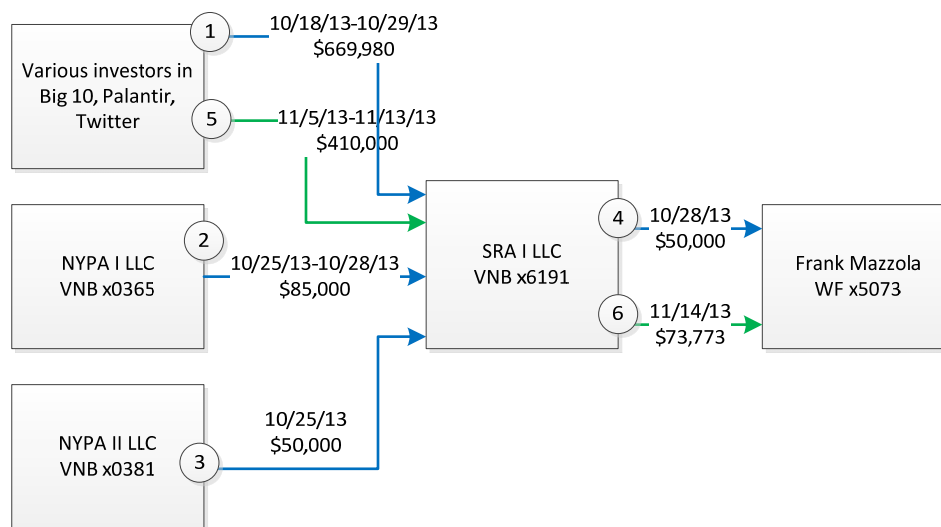 1
10/18/13-10/29/13
$669,980
Various investors in
Big 10, Palantir,
Twitter
5
11/5/13-11/13/13
$410,000
2
NYPA I LLC
VNB x0365
10/25/13-10/28/13
$85,000
SRA I LLC
VNB x6191
4
10/28/13
$50,000
6
11/14/13
$73,773
Frank Mazzola
WF x5073
NYPA II LLC
VNB x0381
3
10/25/13
$50,000